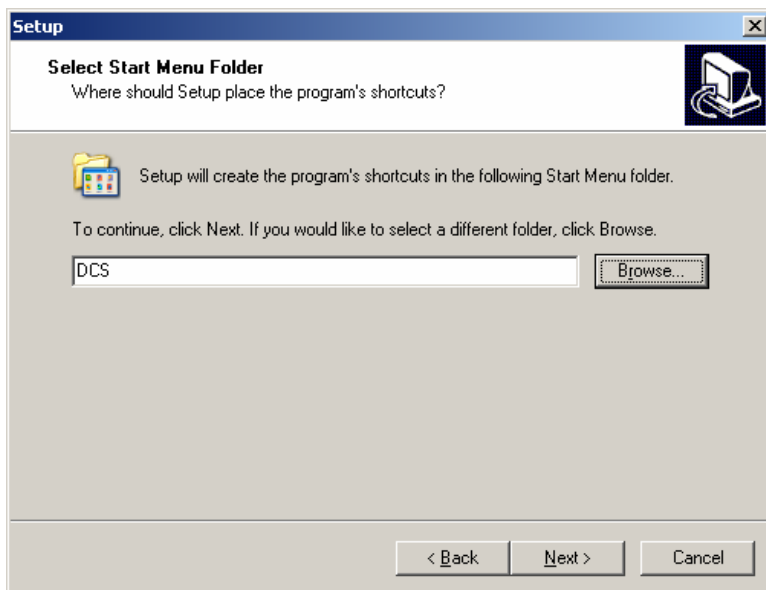 Setup
Select Start Menu Folder
Where should Setup place the program's shortcuts?
Setup will create the program's shortcuts in the following Start Menu folder.
To continue, click Next. If you would like to select a different folder, click Browse.
DCS
Browse...
< Back
Next >
Cancel